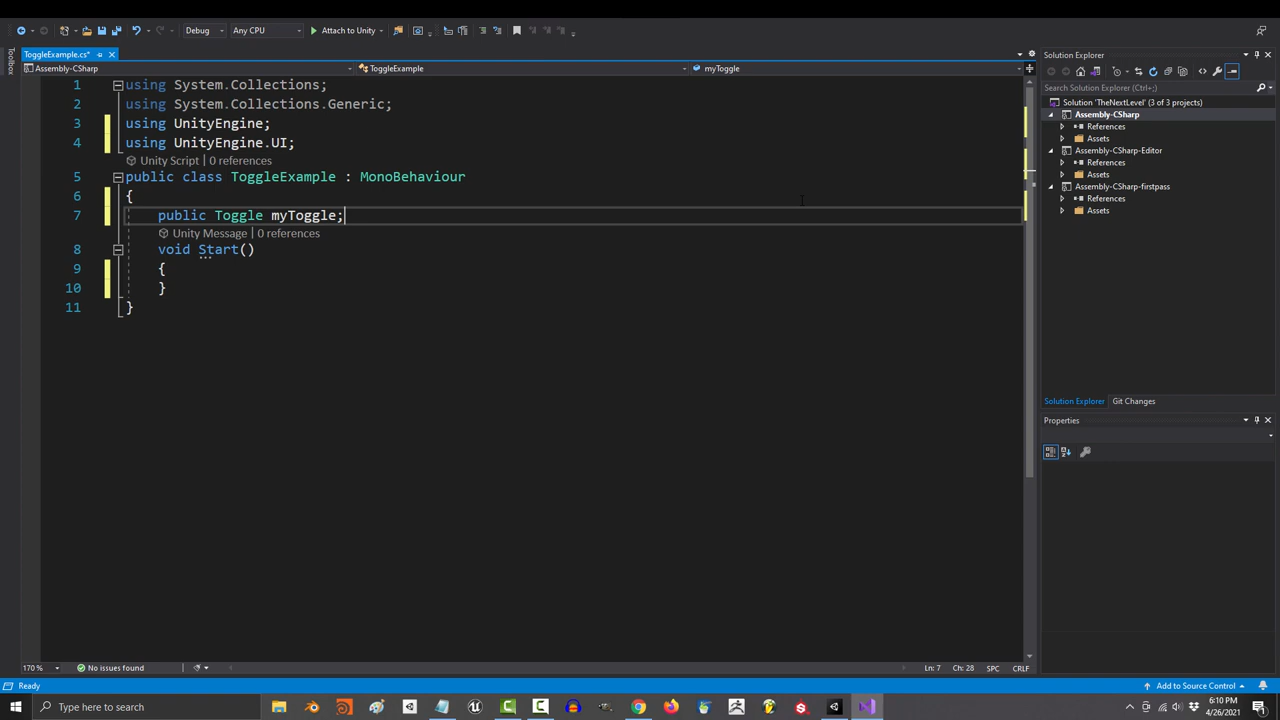 Debug
Any CPU
Attach to Unity
Toolbox
ToggleExample.cs*
Assembly-CSharp
ToggleExample
myToggle
1 using System.Collections;
2 using System.Collections.Generic;
3 using UnityEngine;
4 using UnityEngine.UI;
Unity Script | 0 references
5 public class ToggleExample : MonoBehaviour
6 {
7 public Toggle myToggle;
Unity Message | 0 references
8 void Start()
9 {
10 }
11 }
170 %
No issues found
Ln: 7
Ch: 28
SPC
CRLF
Solution Explorer
Search Solution Explorer (Ctrl+;)
Solution 'TheNextLevel' (3 of 3 projects)
Assembly-CSharp
References
Assets
Assembly-CSharp-Editor
References
Assets
Assembly-CSharp-firstpass
References
Assets
Solution Explorer
Git Changes
Properties
Ready
Add to Source Control
Type here to search
6:10 PM
4/26/2021